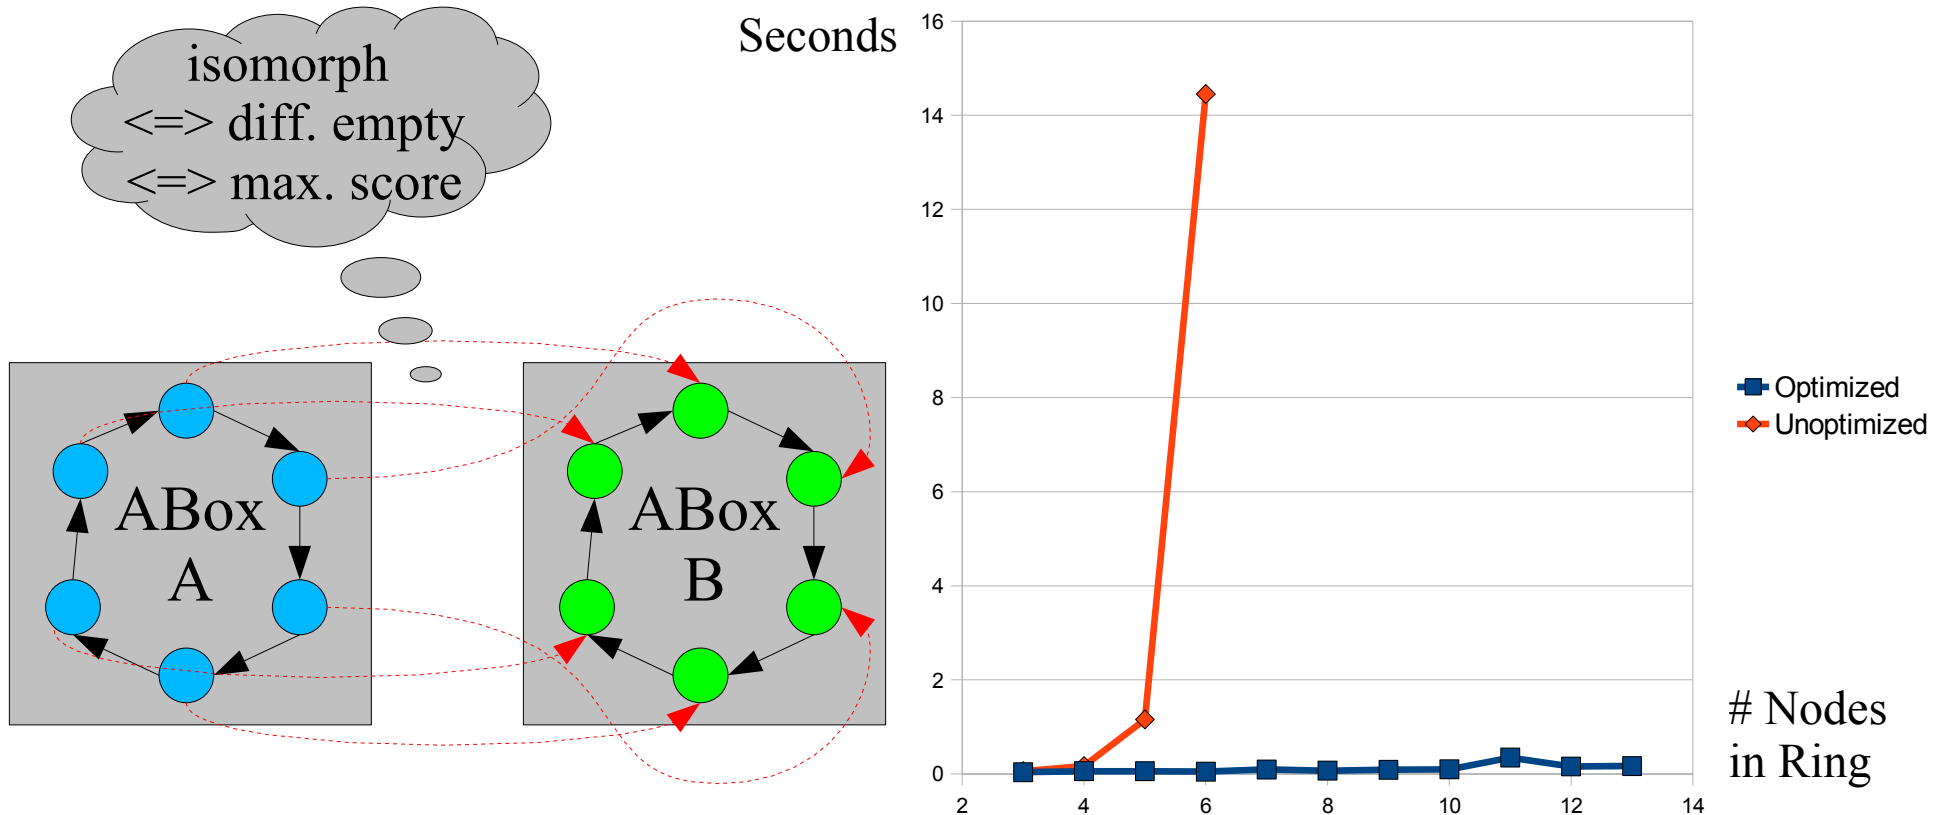 isomorph
<=> diff. empty
<=> max. score
ABox
A
ABox
B
Seconds
16
14
12
10
8
6
4
2
0
2 4 6 8 10 12 14
# Nodes
in Ring
Optimized
Unoptimized